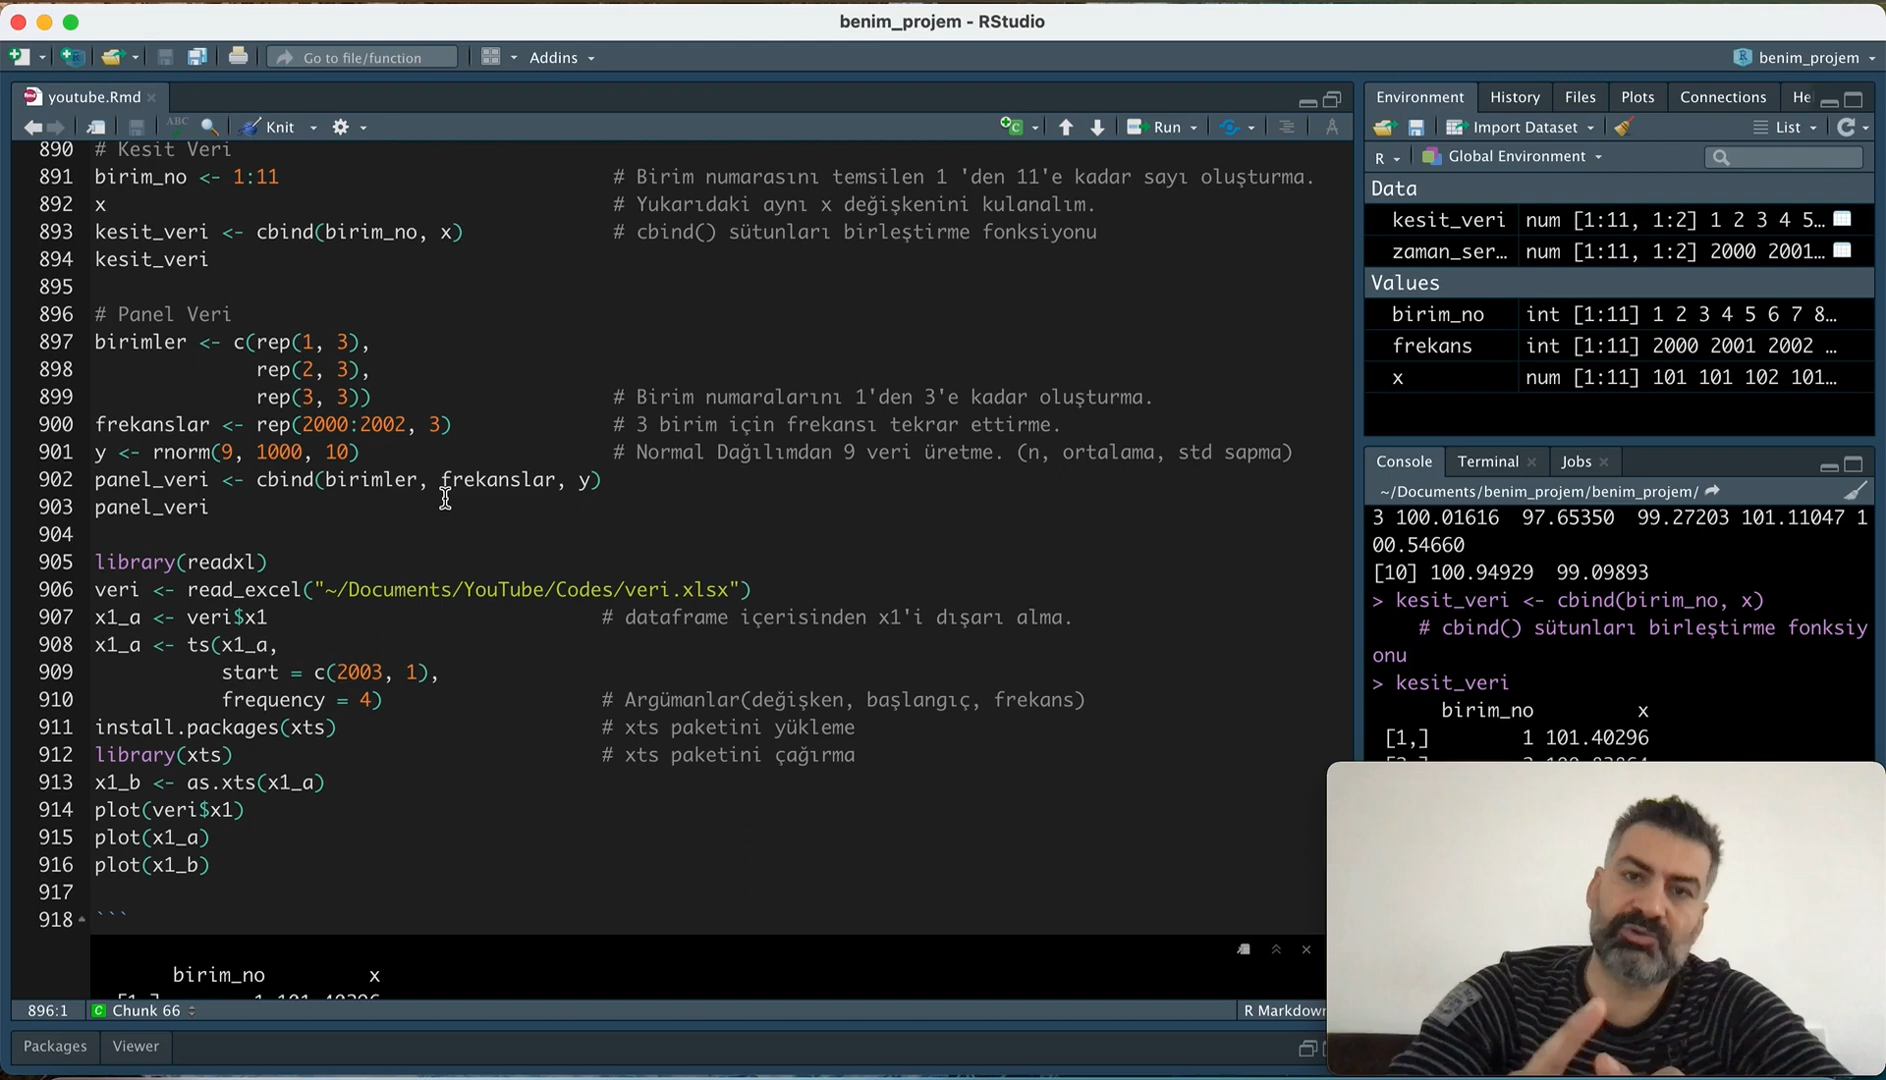 benim_projem - RStudio
Go to file/function
Addins
benim_projem
youtube.Rmd
ABC
Knit
Run
890 # Kesit Veri
891 birim_no <- 1:11 # Birim numarasını temsilen 1 'den 11'e kadar sayı oluşturma.
892 x # Yukarıdaki aynı x değişkenini kulanalım.
893 kesit_veri <- cbind(birim_no, x) # cbind() sütunları birleştirme fonksiyonu
894 kesit_veri
895
896 # Panel Veri
897 birimler <- c(rep(1, 3),
898 rep(2, 3),
899 rep(3, 3)) # Birim numaralarını 1'den 3'e kadar oluşturma.
900 frekanslar <- rep(2000:2002, 3) # 3 birim için frekansı tekrar ettirme.
901 y <- rnorm(9, 1000, 10) # Normal Dağılımdan 9 veri üretme. (n, ortalama, std sapma)
902 panel_veri <- cbind(birimler, frekanslar, y)
903 panel_veri
904
905 library(readxl)
906 veri <- read_excel("~/Documents/YouTube/Codes/veri.xlsx")
907 x1_a <- veri$x1 # dataframe içerisinden x1'i dışarı alma.
908 x1_a <- ts(x1_a,
909 start = c(2003, 1),
910 frequency = 4) # Argümanlar(değişken, başlangıç, frekans)
911 install.packages(xts) # xts paketini yükleme
912 library(xts) # xts paketini çağırma
913 x1_b <- as.xts(x1_a)
914 plot(veri$x1)
915 plot(x1_a)
916 plot(x1_b)
917
918 ```
birim_no x
896:1 Chunk 66 R Markdown
Packages Viewer
Environment History Files Plots Connections He
Import Dataset List
R Global Environment
Data
kesit_veri num [1:11, 1:2] 1 2 3 4 5…
zaman_ser… num [1:11, 1:2] 2000 2001…
Values
birim_no int [1:11] 1 2 3 4 5 6 7 8…
frekans int [1:11] 2000 2001 2002 …
x num [1:11] 101 101 102 101…
Console Terminal Jobs
~/Documents/benim_projem/benim_projem/
3 100.01616 97.65350 99.27203 101.11047 1
00.54660
[10] 100.94929 99.09893
> kesit_veri <- cbind(birim_no, x)
# cbind() sütunları birleştirme fonksiy
onu
> kesit_veri
birim_no x
[1,] 1 101.40296